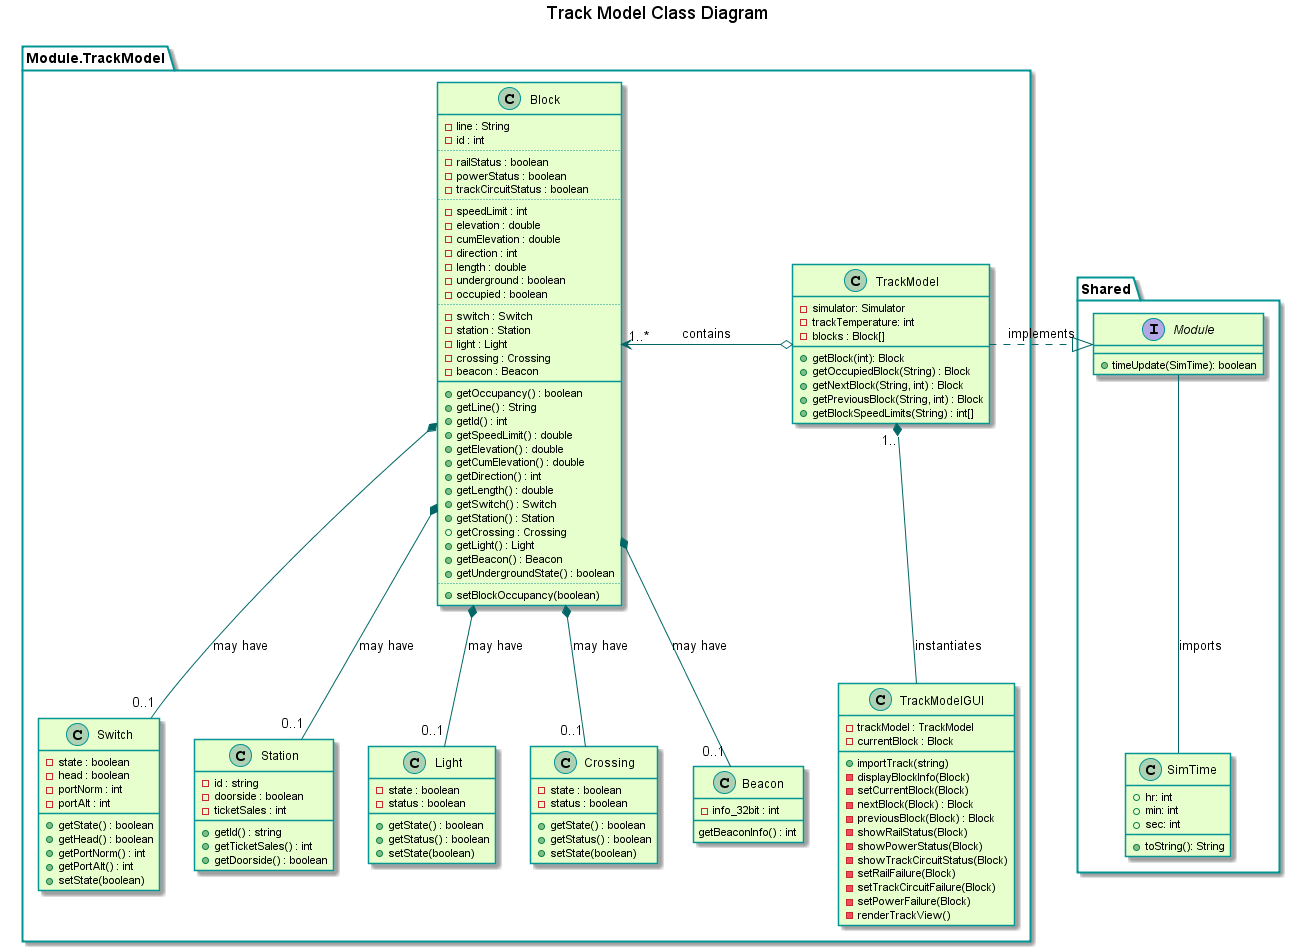 Track Model Class Diagram
Module.TrackModel
C Block
line : String
id : int
railStatus : boolean
powerStatus : boolean
trackCircuitStatus : boolean
speedLimit : int
elevation : double
cumElevation : double
direction : int
length : double
underground : boolean
occupied : boolean
switch : Switch
station : Station
light : Light
crossing : Crossing
beacon : Beacon
getOccupancy() : boolean
getLine() : String
getId() : int
getSpeedLimit() : double
getElevation() : double
getCumElevation() : double
getDirection() : int
getLength() : double
getSwitch() : Switch
getStation() : Station
getCrossing : Crossing
getLight() : Light
getBeacon() : Beacon
getUndergroundState() : boolean
setBlockOccupancy(boolean)
1..*
contains
C TrackModel
simulator: Simulator
trackTemperature: int
blocks : Block[]
getBlock(int): Block
getOccupiedBlock(String) : Block
getNextBlock(String, int) : Block
getPreviousBlock(String, int) : Block
getBlockSpeedLimits(String) : int[]
implements
Shared
I Module
timeUpdate(SimTime): boolean
1..
may have
may have
may have
may have
may have
instantiates
imports
0..1
0..1
0..1
0..1
0..1
C Switch
state : boolean
head : boolean
portNorm : int
portAlt : int
getState() : boolean
getHead() : boolean
getPortNorm() : int
getPortAlt() : int
setState(boolean)
C Station
id : string
doorside : boolean
ticketSales : int
getId() : string
getTicketSales() : int
getDoorside() : boolean
C Light
state : boolean
status : boolean
getState() : boolean
getStatus() : boolean
setState(boolean)
C Crossing
state : boolean
status : boolean
getState() : boolean
getStatus() : boolean
setState(boolean)
C Beacon
info_32bit : int
getBeaconInfo() : int
C TrackModelGUI
trackModel : TrackModel
currentBlock : Block
importTrack(string)
displayBlockInfo(Block)
setCurrentBlock(Block)
nextBlock(Block) : Block
previousBlock(Block) : Block
showRailStatus(Block)
showPowerStatus(Block)
showTrackCircuitStatus(Block)
setRailFailure(Block)
setTrackCircuitFailure(Block)
setPowerFailure(Block)
renderTrackView()
C SimTime
hr: int
min: int
sec: int
toString(): String